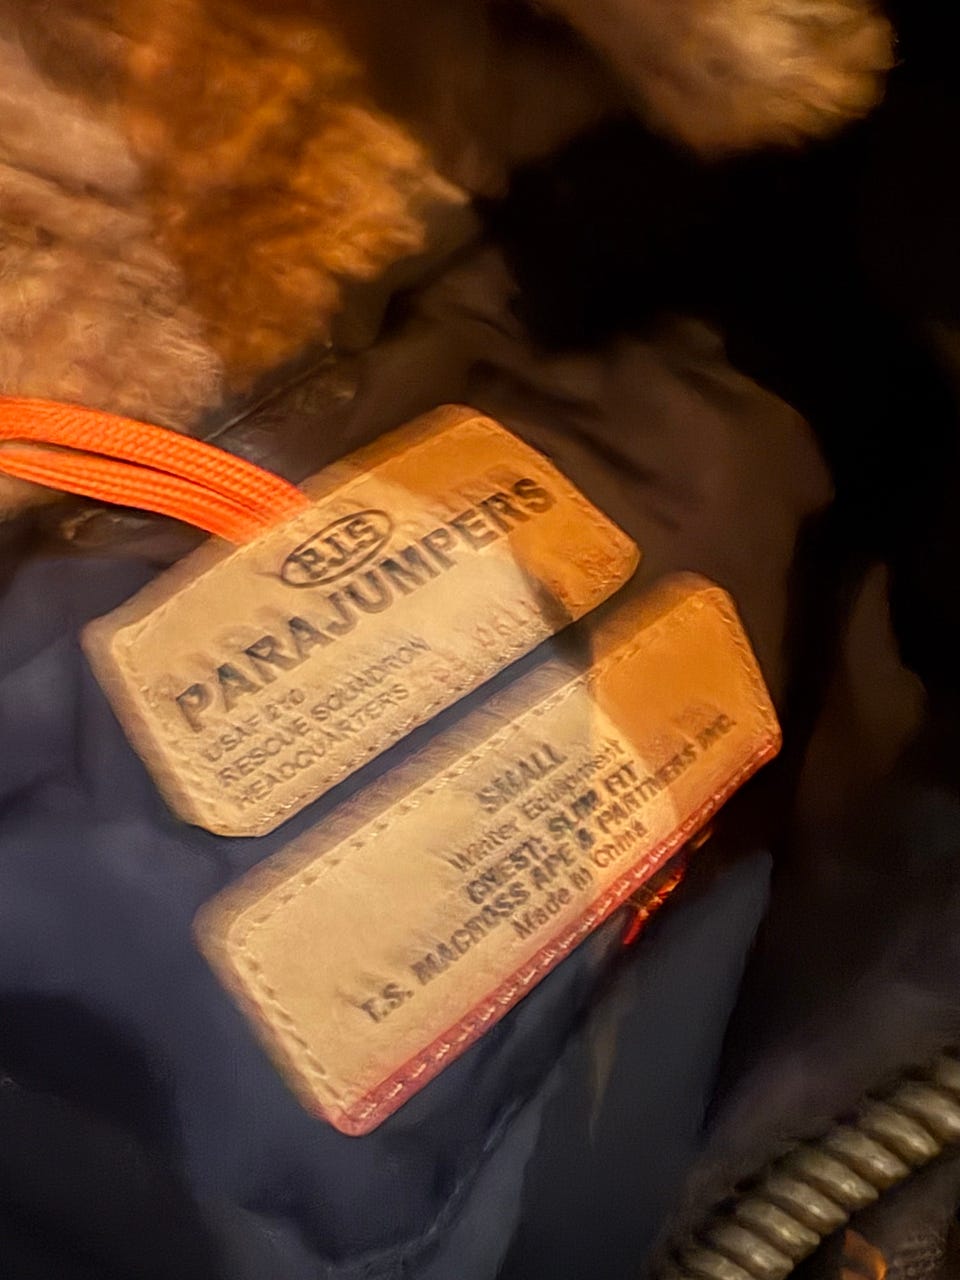 PJS
PARAJUMPERS
USAF 210
RESCUE SQUADRON
HEADQUARTERS
SMALL
Winter Equipment
CHEST: SLIM FIT
T.S. MACROSS APE & PARTNERS INC.
Made in China